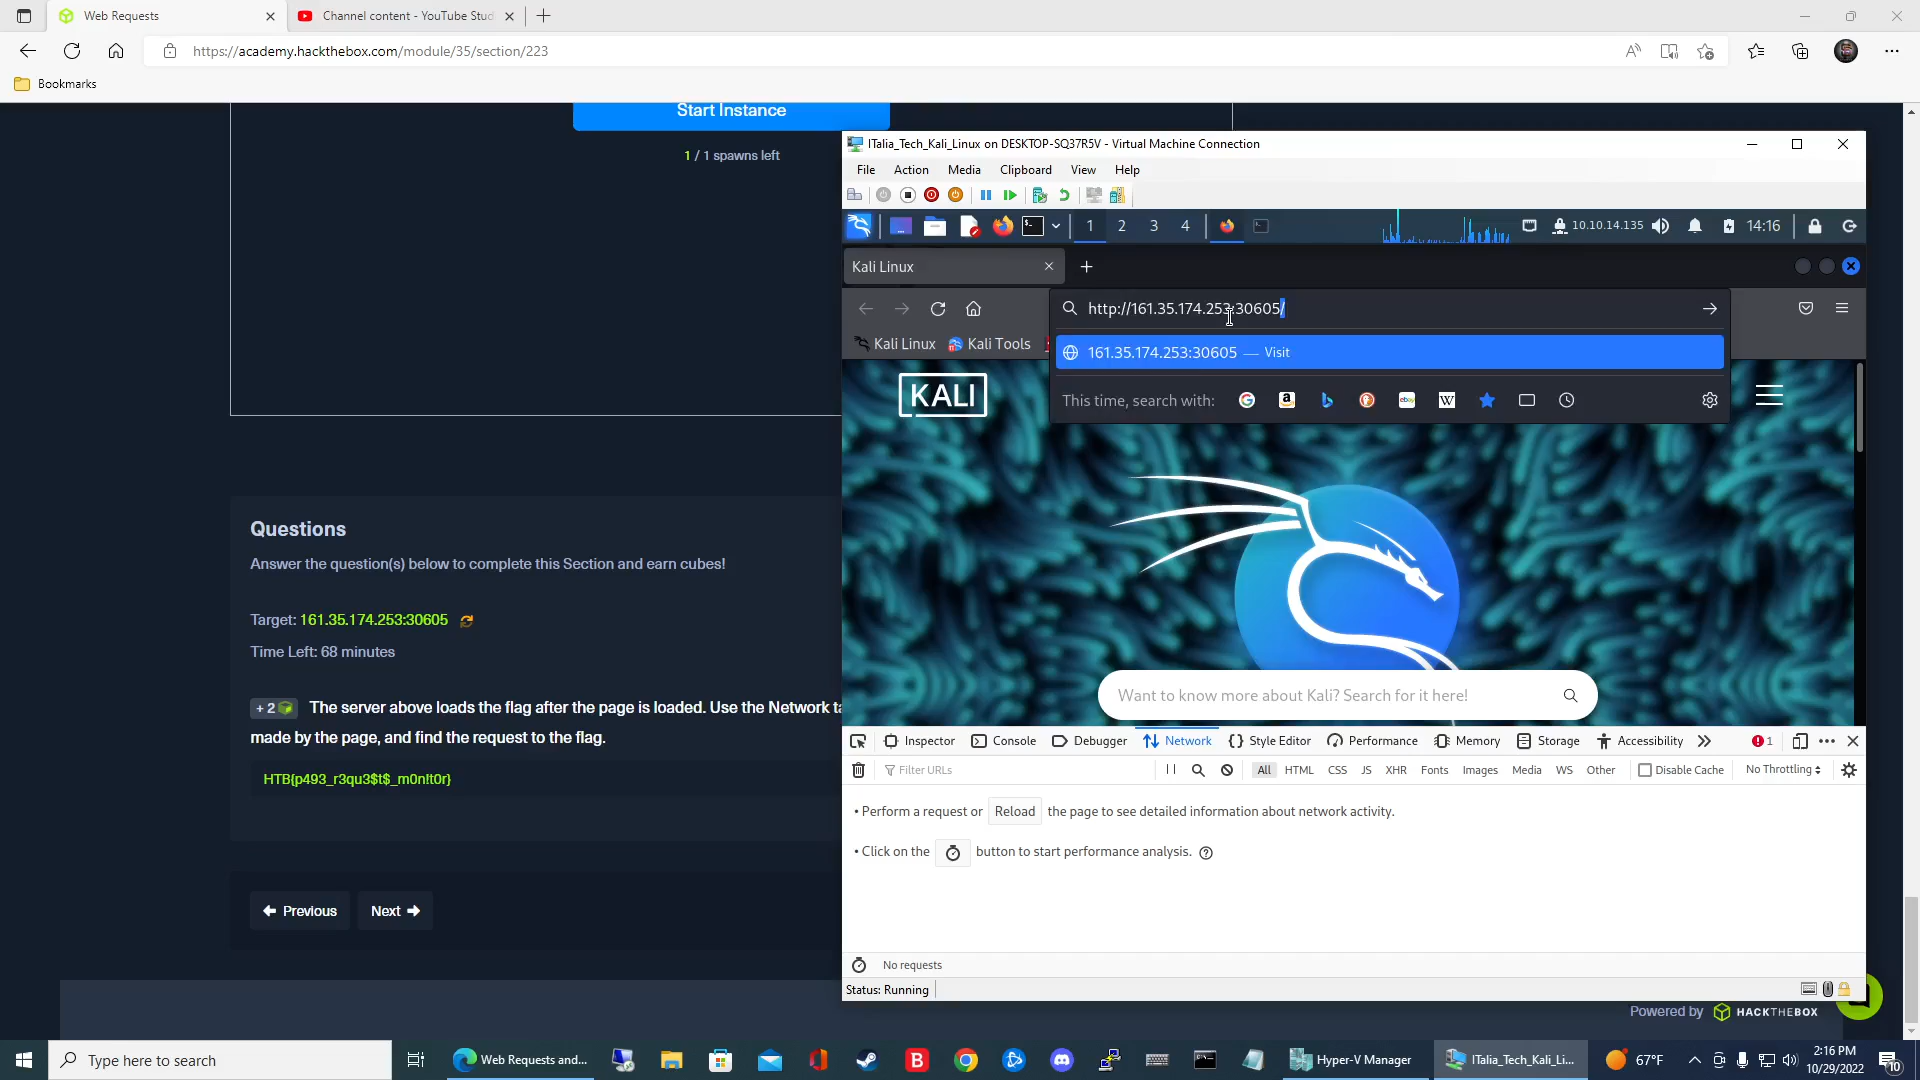 Web Requests
Channel content - YouTube Stud
https://academy.hackthebox.com/module/35/section/223
Bookmarks
Start Instance
1 / 1 spawns left
Questions
Answer the question(s) below to complete this Section and earn cubes!
Target: 161.35.174.253:30605
Time Left: 68 minutes
+ 2 The server above loads the flag after the page is loaded. Use the Network ta
made by the page, and find the request to the flag.
HTB{p493_r3qu3$t$_m0n!t0r}
Previous
Next
ITalia_Tech_Kali_Linux on DESKTOP-SQ37R5V - Virtual Machine Connection
File Action Media Clipboard View Help
1 2 3 4
10.10.14.135
14:16
Kali Linux
http://161.35.174.253:30605/
Kali Linux Kali Tools
161.35.174.253:30605 — Visit
This time, search with:
ebay
W
KALI
Want to know more about Kali? Search for it here!
Inspector Console Debugger Network Style Editor Performance Memory Storage Accessibility 1
Filter URLs
All HTML CSS JS XHR Fonts Images Media WS Other Disable Cache No Throttling
• Perform a request or Reload the page to see detailed information about network activity.
• Click on the button to start performance analysis.
No requests
Status: Running
Powered by HACKTHEBOX
Type here to search
Web Requests and...
Hyper-V Manager
ITalia_Tech_Kali_Li...
67°F
2:16 PM
10/29/2022
10